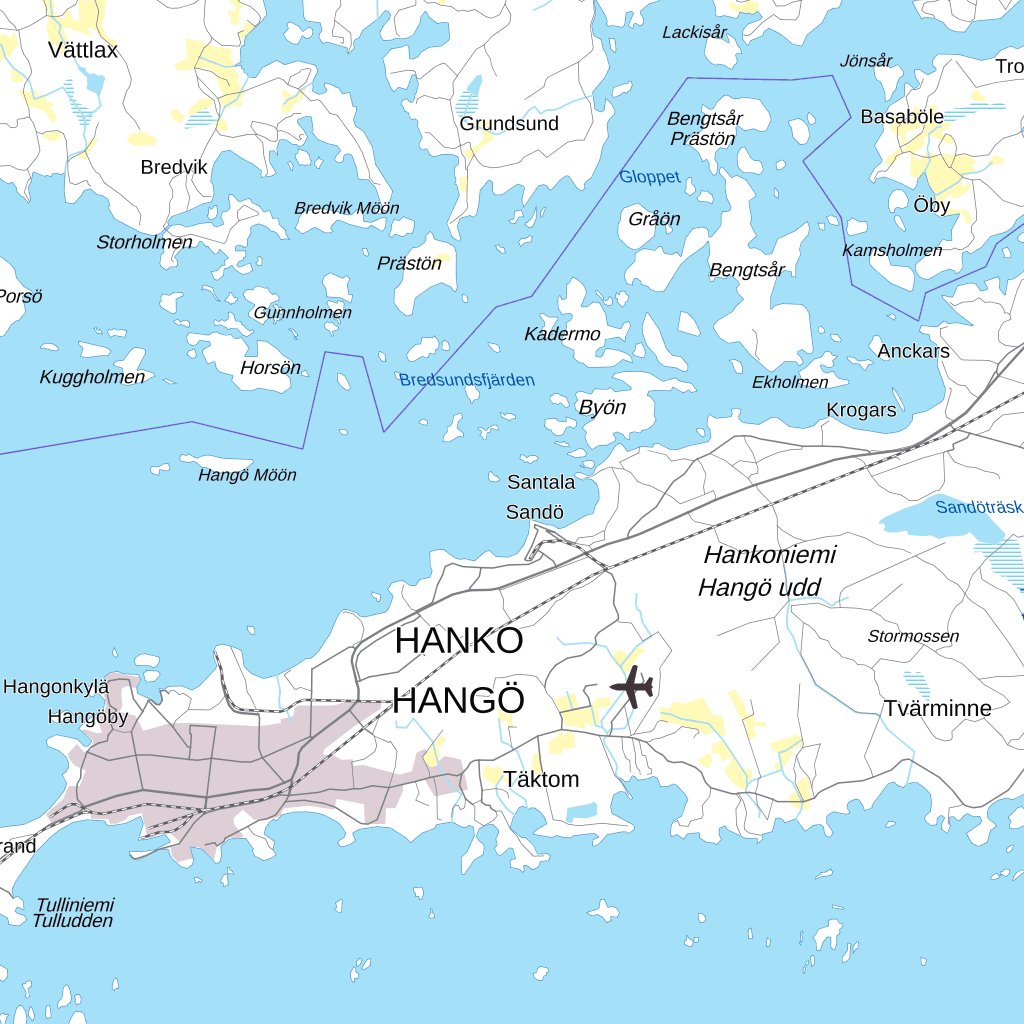 Lackisår
Vättlax
Jönsår
Tro
Bengtsår
Prästön
Basaböle
Grundsund
Bredvik
Gloppet
Öby
Bredvik Möön
Gråön
Storholmen
Kamsholmen
Prästön
Bengtsår
Porsö
Gunnholmen
Kadermo
Anckars
Horsön
Kuggholmen
Bredsundsfjärden
Ekholmen
Byön
Krogars
Hangö Möön
Santala
Sandö
Sandöträsk
Hankoniemi
Hangö udd
Stormossen
HANKO
HANGÖ
Hangonkylä
Hangöby
Tvärminne
Täktom
rand
Tulliniemi
Tulludden